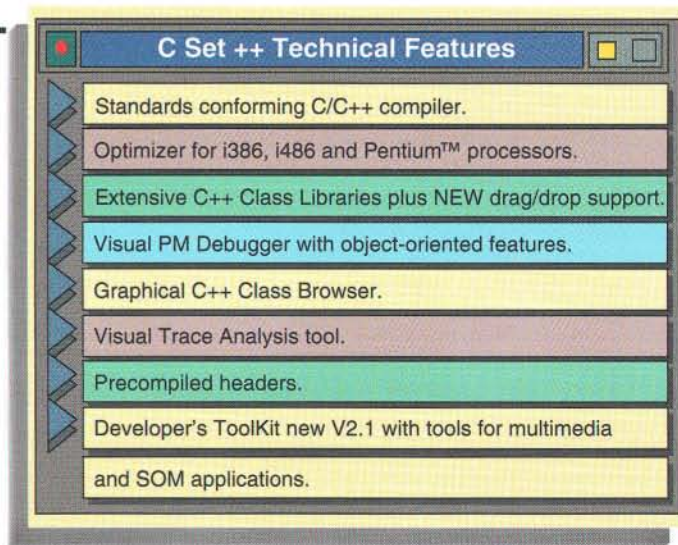 C Set ++ Technical Features
Standards conforming C/C++ compiler.
Optimizer for i386, i486 and Pentium™ processors.
Extensive C++ Class Libraries plus NEW drag/drop support.
Visual PM Debugger with object-oriented features.
Graphical C++ Class Browser.
Visual Trace Analysis tool.
Precompiled headers.
Developer's ToolKit new V2.1 with tools for multimedia
and SOM applications.